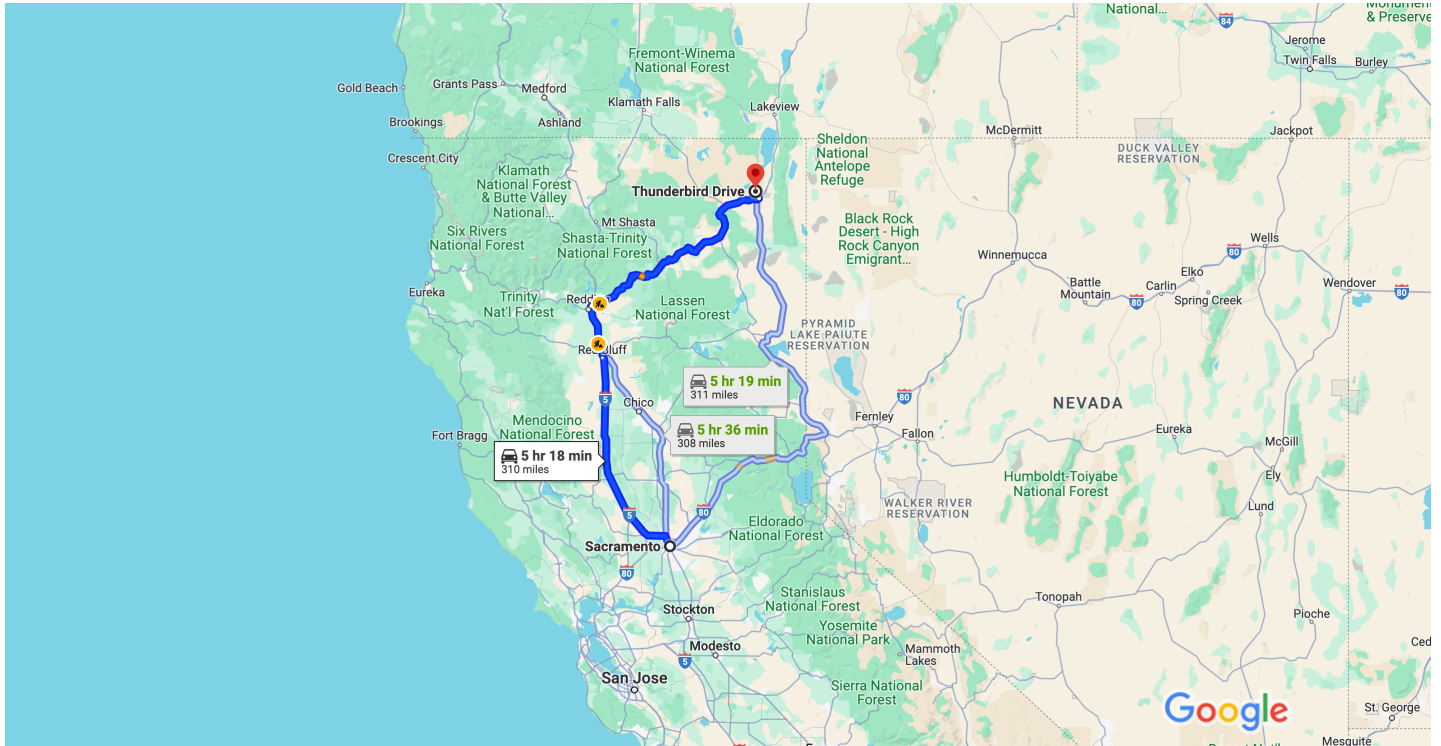 National...
84
Monument
& Preserve
Jerome
Twin Falls
Burley
Fremont-Winema
National Forest
Gold Beach
Grants Pass
Medford
Klamath Falls
Lakeview
Brookings
Ashland
McDermitt
Jackpot
Crescent City
Sheldon
National
Antelope
Refuge
DUCK VALLEY
RESERVATION
Klamath
National Forest
& Butte Valley
National...
Thunderbird Drive
Mt Shasta
Six Rivers
National Forest
Shasta-Trinity
National Forest
Black Rock
Desert - High
Rock Canyon
Emigrant...
Winnemucca
Wells
80
Elko
Battle
Mountain
Carlin
80
Spring Creek
Wendover
80
Eureka
Trinity
Nat'l Forest
Lassen
National Forest
PYRAMID
LAKE PAIUTE
RESERVATION
5 hr 19 min
311 miles
5
Chico
Fernley
80
NEVADA
Mendocino
National Forest
Fort Bragg
5 hr 36 min
308 miles
Fallon
Eureka
McGill
Ely
5 hr 18 min
310 miles
Humboldt-Toiyabe
National Forest
WALKER RIVER
RESERVATION
Lund
5
80
Eldorado
National Forest
Sacramento
80
Stanislaus
National Forest
Tonopah
Stockton
Pioche
Yosemite
National Park
Modesto
5
Mammoth
Lakes
San Jose
Sierra National
Forest
Google
St. George
Mesquite